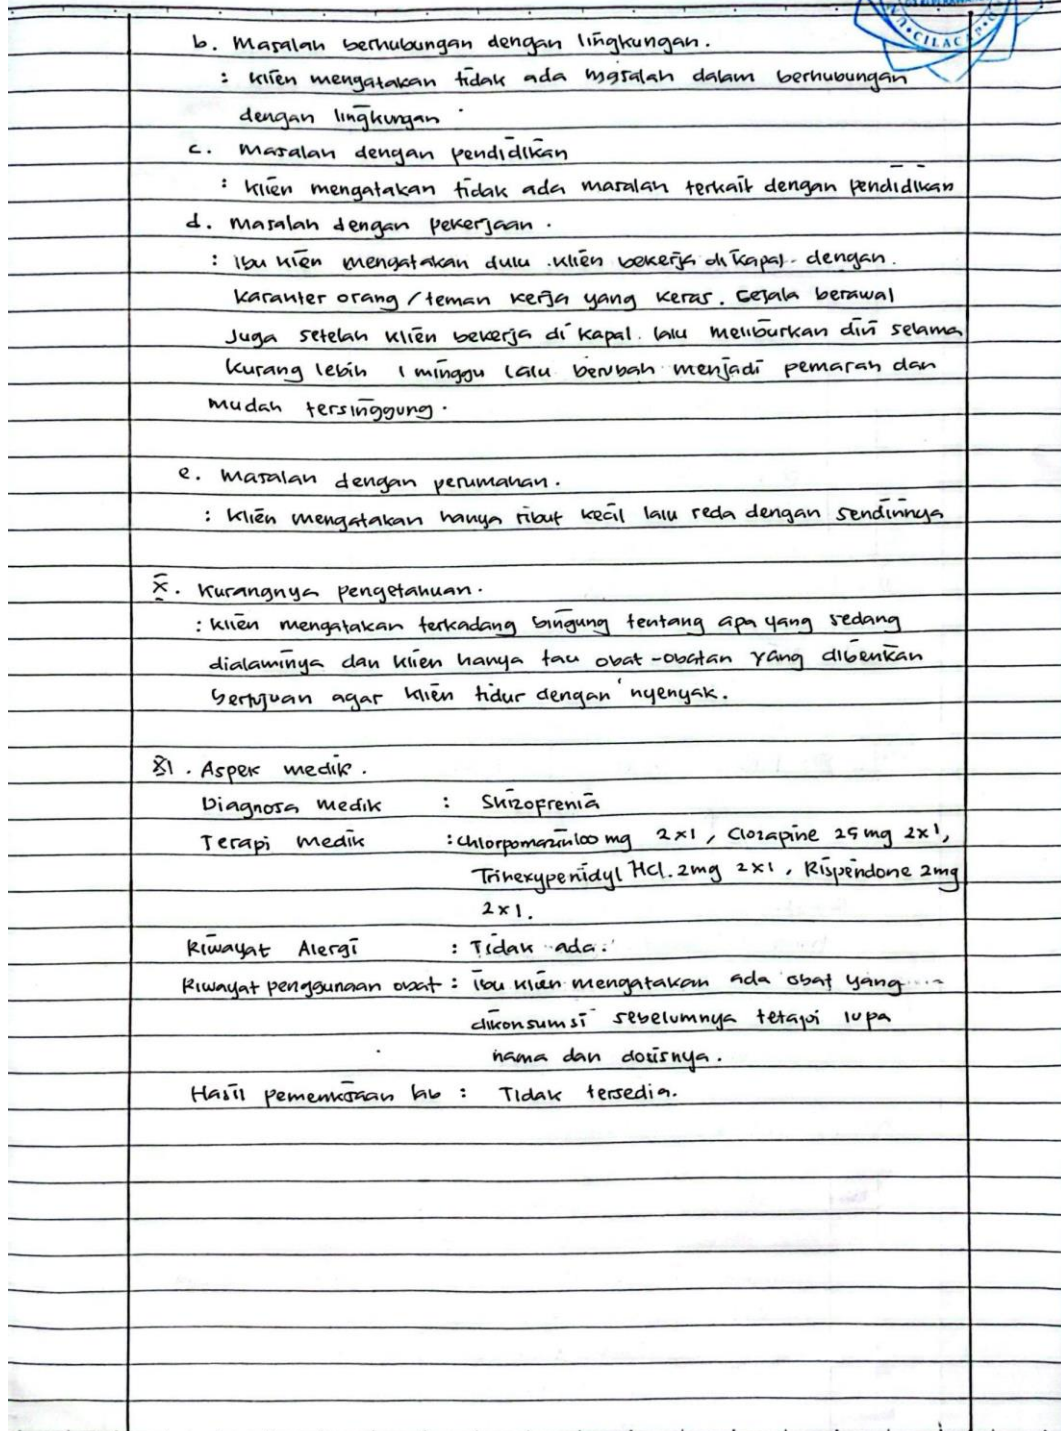 CILACAP
b. Masalah berhubungan dengan lingkungan.
: klien mengatakan tidak ada masalah dalam berhubungan
dengan lingkungan
c. Masalah dengan pendidikan
: klien mengatakan tidak ada masalah terkait dengan pendidikan
d. Masalah dengan pekerjaan.
: Ibu klien mengatakan dulu klien bekerja di kapal dengan
karakter orang/teman kerja yang keras. Gejala berawal
Juga setelah klien bekerja di kapal. lalu meliburkan diri selama
kurang lebih 1 minggu lalu berubah menjadi pemarah dan
mudah tersinggung.
e. Masalah dengan perumahan.
: Klien mengatakan hanya ribut kecil lalu reda dengan sendirinya
X. Kurangnya pengetahuan.
: klien mengatakan terkadang bingung tentang apa yang sedang
dialaminya dan klien hanya tau obat-obatan yang diberikan
bertujuan agar klien tidur dengan nyenyak.
XI. Aspek medik.
Diagnosa medik : Skizofrenia
Terapi medik : Chlorpomazin 100 mg 2x1, Clozapine 25 mg 2x1,
Trihexypenidyl Hcl. 2mg 2x1, Risperidone 2mg
2x1.
Riwayat Alergi : Tidak ada.
Riwayat penggunaan obat : Ibu klien mengatakan ada obat yang
dikonsumsi sebelumnya tetapi lupa
nama dan dosisnya.
Hasil pemeriksaan lab : Tidak tersedia.